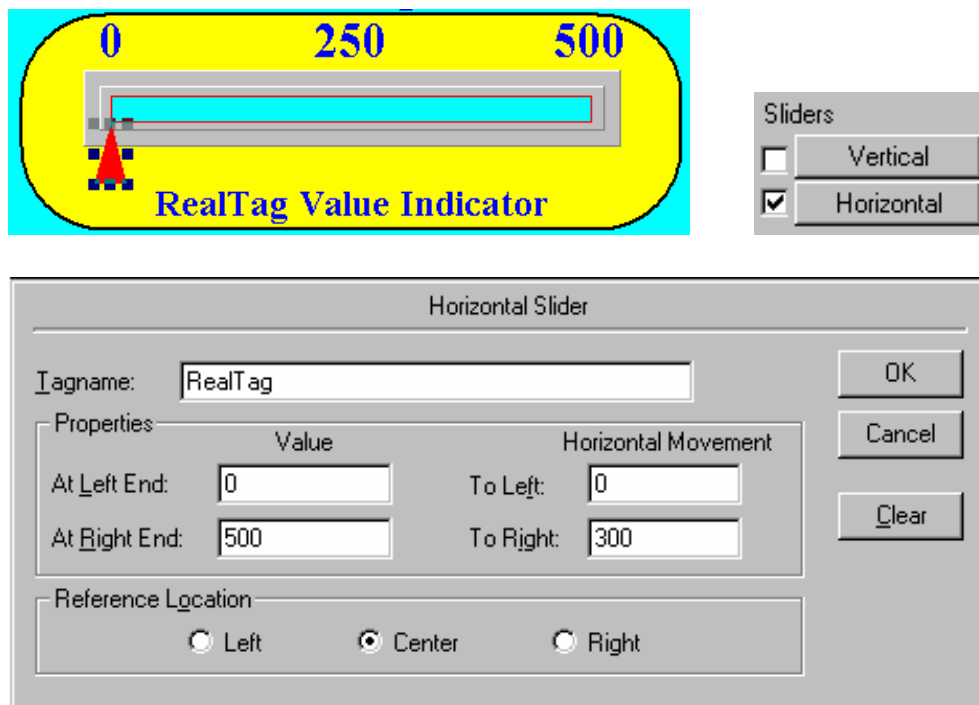 0 250 500
RealTag Value Indicator
Sliders
Vertical
Horizontal
Horizontal Slider
Tagname: RealTag
OK
Properties
Value Horizontal Movement
Cancel
At Left End: 0 To Left: 0
At Right End: 500 To Right: 300
Clear
Reference Location
Left Center Right